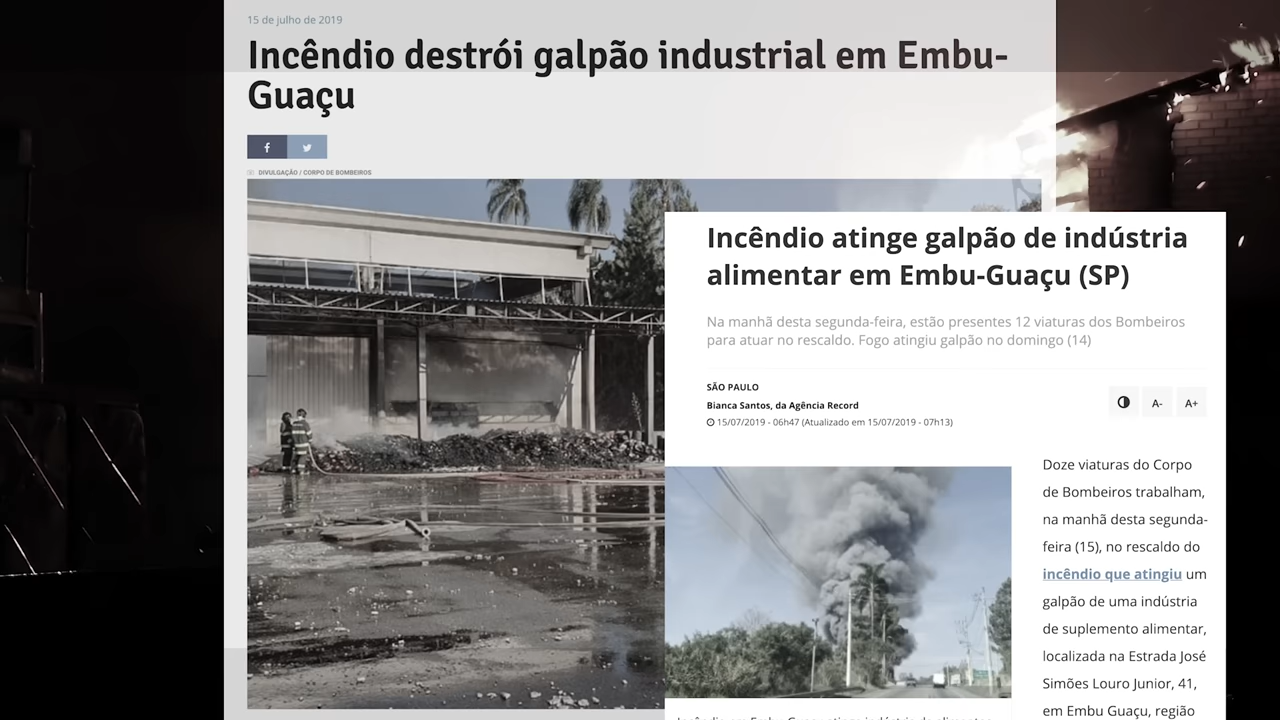 15 de julho de 2019
Incêndio destrói galpão industrial em Embu-
Guaçu
DIVULGAÇÃO / CORPO DE BOMBEIROS
Incêndio atinge galpão de indústria
alimentar em Embu-Guaçu (SP)
Na manhã desta segunda-feira, estão presentes 12 viaturas dos Bombeiros
para atuar no rescaldo. Fogo atingiu galpão no domingo (14)
SÃO PAULO
Bianca Santos, da Agência Record
15/07/2019 - 06h47 (Atualizado em 15/07/2019 - 07h13)
A-
A+
Doze viaturas do Corpo
de Bombeiros trabalham,
na manhã desta segunda-
feira (15), no rescaldo do
incêndio que atingiu um
galpão de uma indústria
de suplemento alimentar,
localizada na Estrada José
Simões Louro Junior, 41,
em Embu Guaçu, região